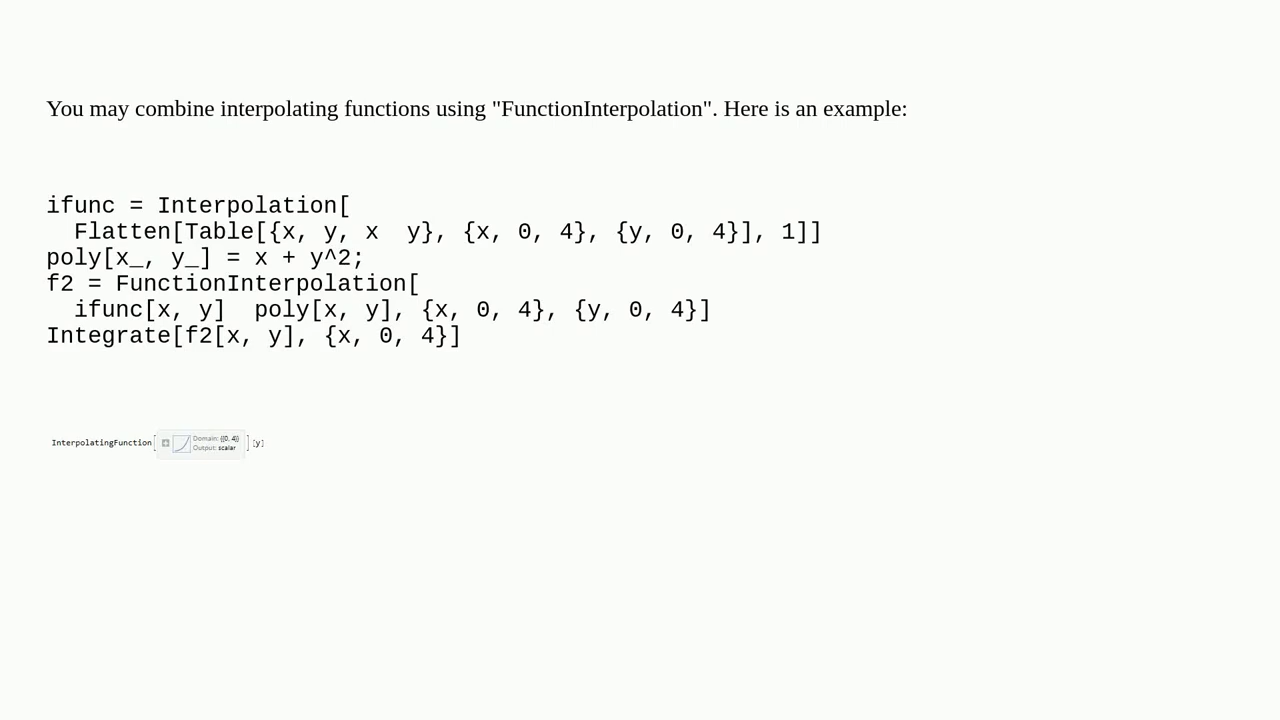 You may combine interpolating functions using "FunctionInterpolation". Here is an example:
ifunc = Interpolation[
  Flatten[Table[{x, y, x  y}, {x, 0, 4}, {y, 0, 4}], 1]]
poly[x_, y_] = x + y^2;
f2 = FunctionInterpolation[
  ifunc[x, y]  poly[x, y], {x, 0, 4}, {y, 0, 4}]
Integrate[f2[x, y], {x, 0, 4}]
InterpolatingFunction[ Domain: {{0, 4}} Output: scalar ][y]